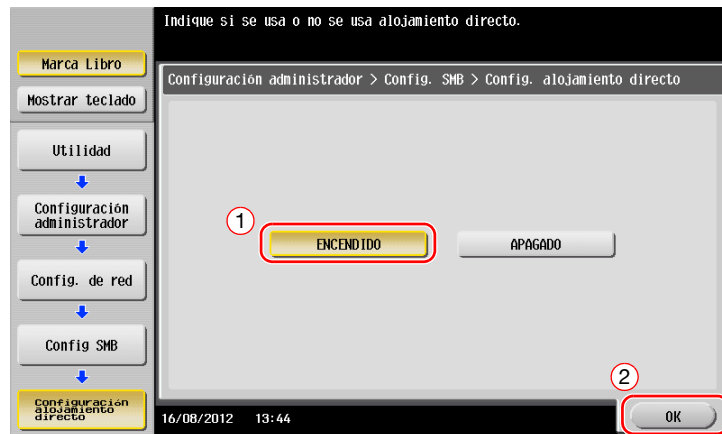 Indique si se usa o no se usa alojamiento directo.
Marca Libro
Mostrar teclado
Configuración administrador > Config. SMB > Config. alojamiento directo
Utilidad
Configuración
administrador
Config. de red
Config SMB
Configuración
alojamiento
directo
1
ENCENDIDO
APAGADO
2
16/08/2012 13:44
OK